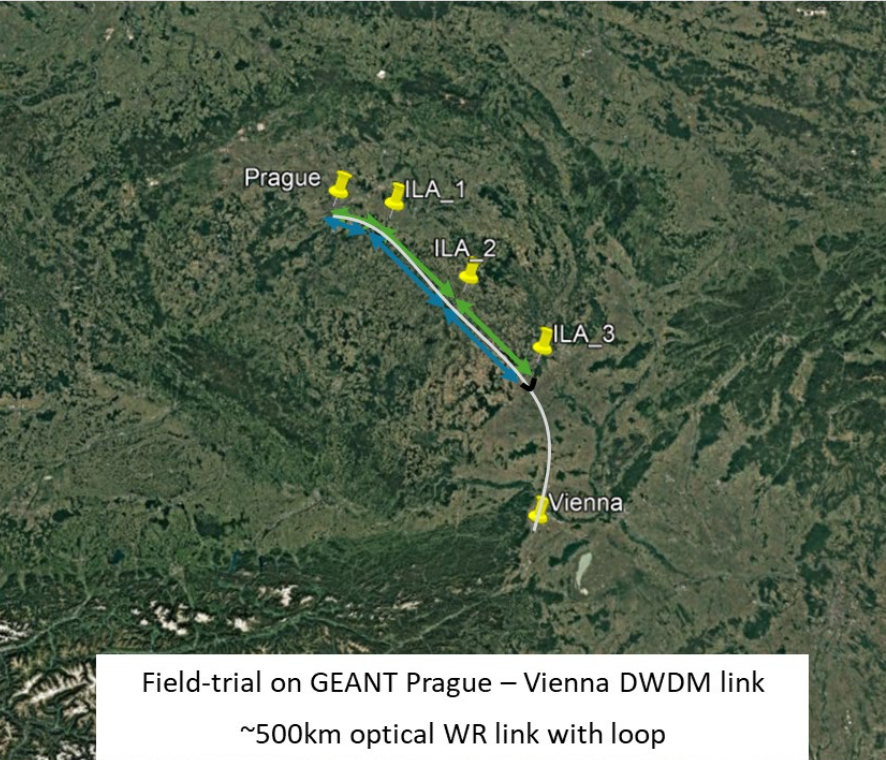 Prague
ILA_1
ILA_2
ILA_3
Vienna
Field-trial on GEANT Prague – Vienna DWDM link
~500km optical WR link with loop